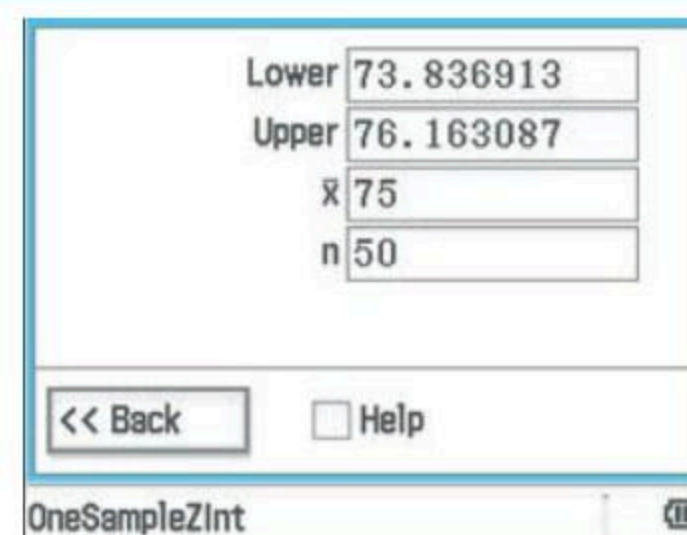 Lower 73.836913
Upper 76.163087
x̄ 75
n 50
<< Back Help
OneSampleZInt